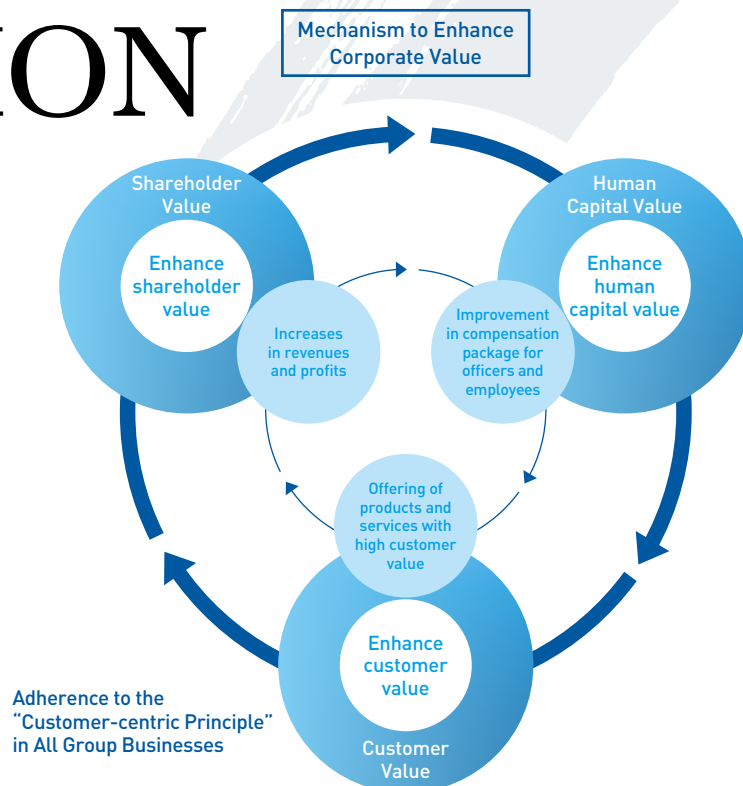 ION
Mechanism to Enhance
Corporate Value
Shareholder
Value
Enhance
shareholder
value
Increases
in revenues
and profits
Human
Capital Value
Enhance
human
capital value
Improvement
in compensation
package for
officers and
employees
Offering of
products and
services with
high customer
value
Enhance
customer
value
Customer
Value
Adherence to the
“Customer-centric Principle”
in All Group Businesses